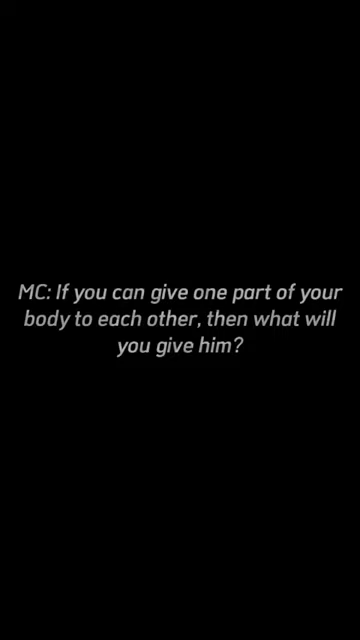 MC: If you can give one part of your
body to each other, then what will
you give him?